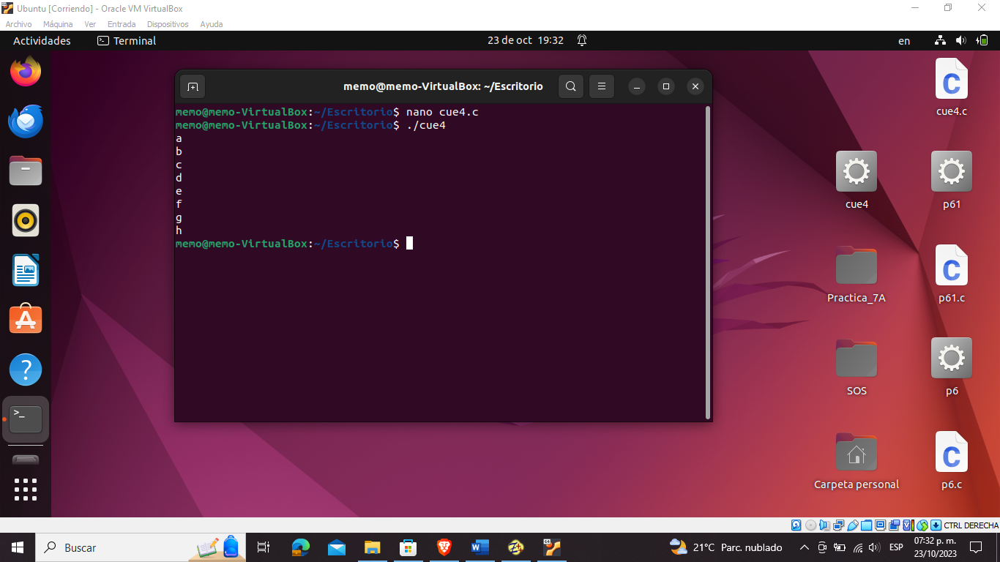 Ubuntu [Corriendo] - Oracle VM VirtualBox
Archivo Máquina Ver Entrada Dispositivos Ayuda
Actividades Terminal 23 de oct 19:32 en
memo@memo-VirtualBox: ~/Escritorio
memo@memo-VirtualBox:~/Escritorio$ nano cue4.c
memo@memo-VirtualBox:~/Escritorio$ ./cue4
a
b
c
d
e
f
g
h
memo@memo-VirtualBox:~/Escritorio$
C
cue4.c
cue4
p61
C
Practica_7A
p61.c
SOS
p6
C
Carpeta personal
p6.c
CTRL DERECHA
Buscar
21°C Parc. nublado
ESP
07:32 p. m.
23/10/2023